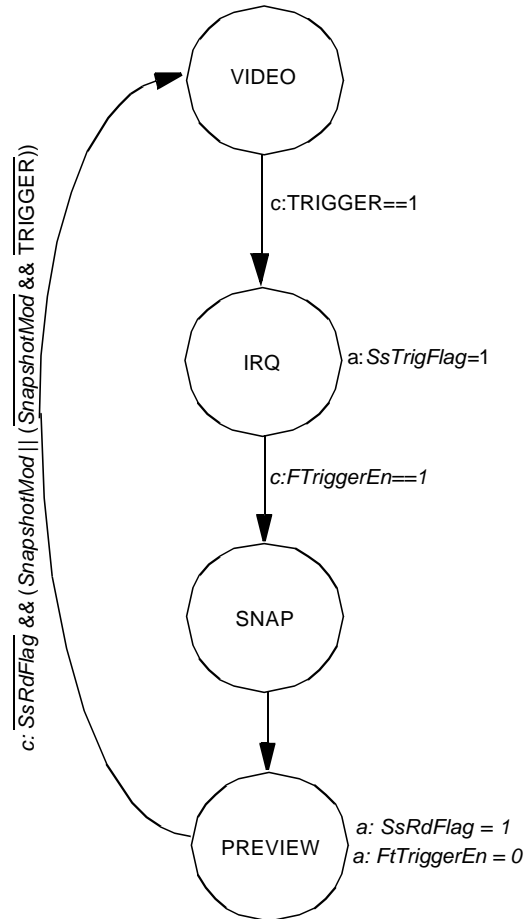 VIDEO
c:TRIGGER==1
IRQ
a: SsTrigFlag=1
c:FTriggerEn==1
SNAP
PREVIEW
a: SsRdFlag = 1
a: FtTriggerEn = 0
c: SsRdFlag && (SnapshotMod || (SnapshotMod && TRIGGER))